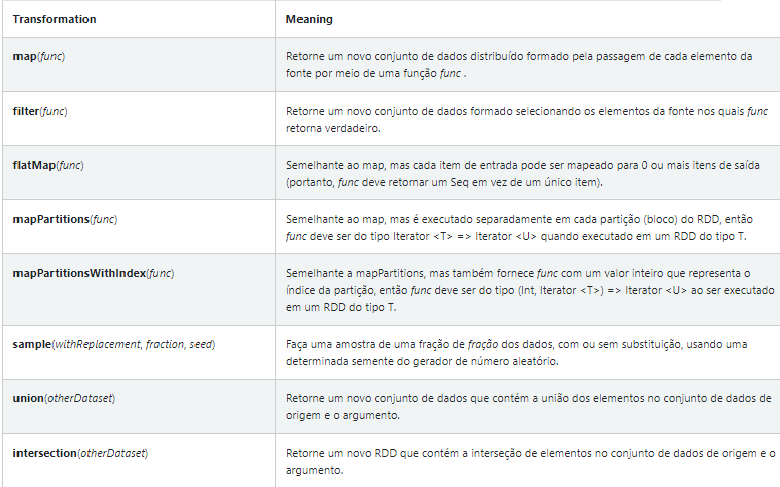 Transformation Meaning
map(func) Retorne um novo conjunto de dados distribuído formado pela passagem de cada elemento da
fonte por meio de uma função func .
filter(func) Retorne um novo conjunto de dados formado selecionando os elementos da fonte nos quais func
retorna verdadeiro.
flatMap(func) Semelhante ao map, mas cada item de entrada pode ser mapeado para 0 ou mais itens de saída
(portanto, func deve retornar um Seq em vez de um único item).
mapPartitions(func) Semelhante ao map, mas é executado separadamente em cada partição (bloco) do RDD, então
func deve ser do tipo Iterator <T> => Iterator <U> quando executado em um RDD do tipo T.
mapPartitionsWithIndex(func) Semelhante a mapPartitions, mas também fornece func com um valor inteiro que representa o
índice da partição, então func deve ser do tipo (Int, Iterator <T>) => Iterator <U> ao ser executado
em um RDD do tipo T.
sample(withReplacement, fraction, seed) Faça uma amostra de uma fração de fração dos dados, com ou sem substituição, usando uma
determinada semente do gerador de número aleatório.
union(otherDataset) Retorne um novo conjunto de dados que contém a união dos elementos no conjunto de dados de
origem e o argumento.
intersection(otherDataset) Retorne um novo RDD que contém a interseção de elementos no conjunto de dados de origem e o
argumento.